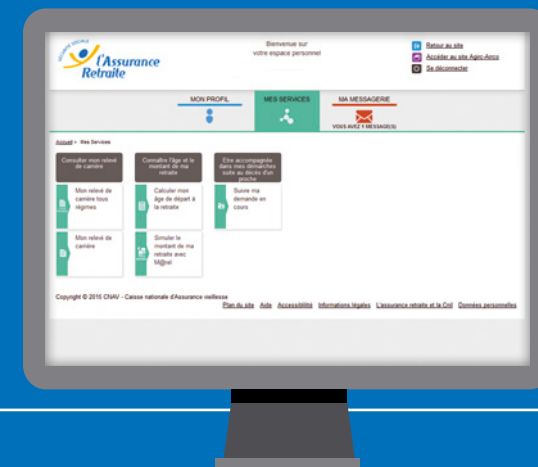 SÉCURITÉ SOCIALE
l'Assurance
Retraite
Bienvenue sur
votre espace personnel
Retour au site
Accéder au site Agirc-Arrco
Se déconnecter
MON PROFIL
MES SERVICES
MA MESSAGERIE
VOUS AVEZ 1 MESSAGE(S)
Accueil > Mes Services
Consulter mon relevé
de carrière
Connaître l'âge et le
montant de ma
retraite
Etre accompagnée
dans mes démarches
suite au décès d'un
proche
Mon relevé de
carrière tous
régimes
Calculer mon
âge de départ à
la retraite
Suivre ma
demande en
cours
Mon relevé de
carrière
Simuler le
montant de ma
retraite avec
M@rel
Copyright © 2015 CNAV - Caisse nationale d'Assurance vieillesse
Plan du site Aide Accessibilité Informations légales L'assurance retraite et la Cnil Données personnelles